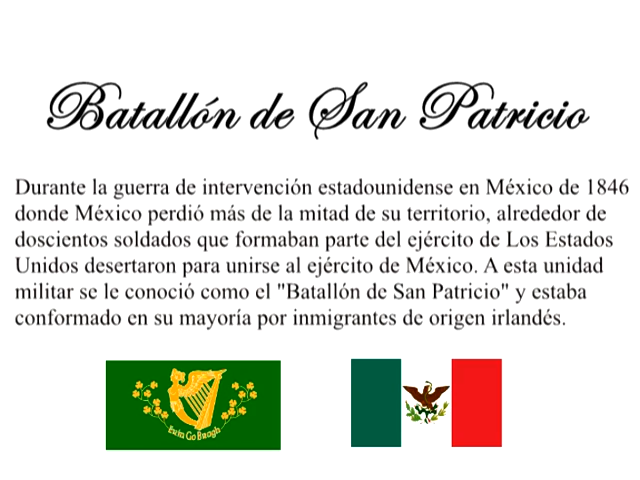 Batallón de San Patricio
Durante la guerra de intervención estadounidense en México de 1846
donde México perdió más de la mitad de su territorio, alrededor de
doscientos soldados que formaban parte del ejército de Los Estados
Unidos desertaron para unirse al ejército de México. A esta unidad
militar se le conoció como el "Batallón de San Patricio" y estaba
conformado en su mayoría por inmigrantes de origen irlandés.
Erin Go Bragh